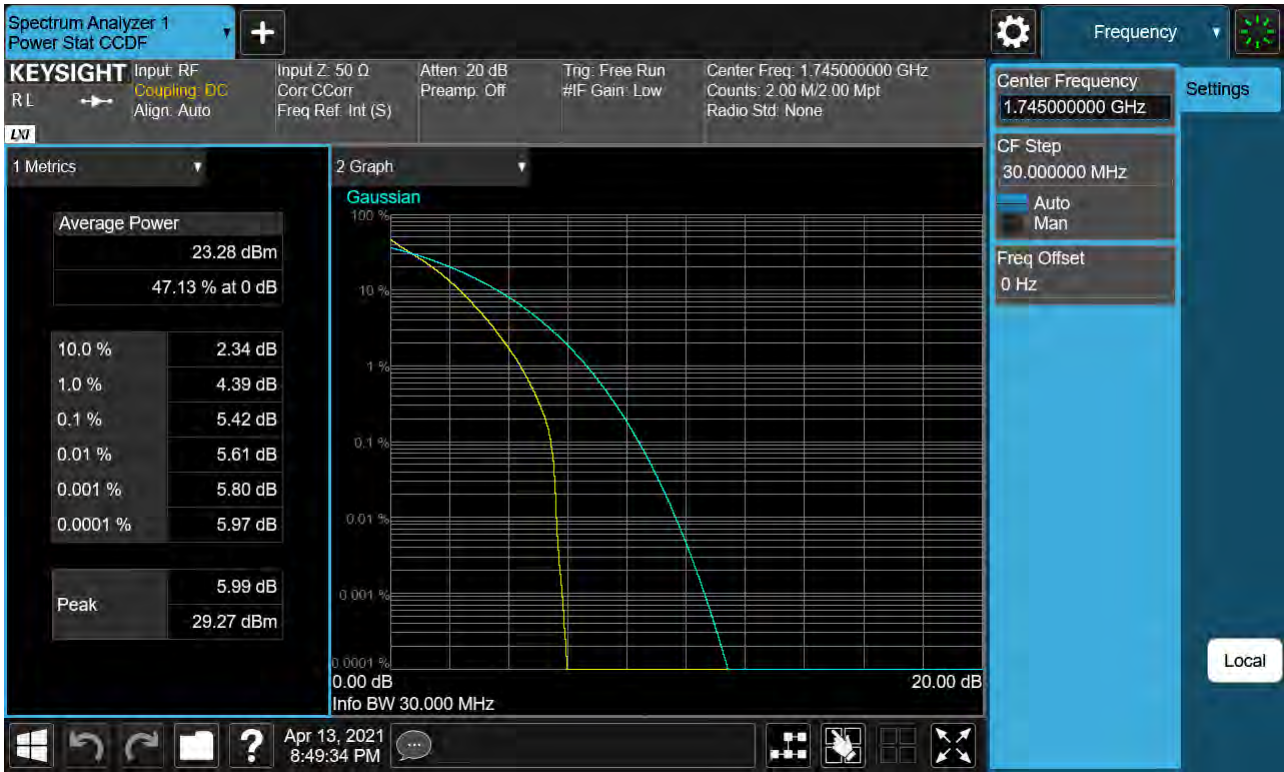 Spectrum Analyzer 1
Power Stat CCDF
+
Frequency
KEYSIGHT
RL
LXI
Input: RF
Coupling: DC
Align: Auto
Input Z: 50 Ω
Corr CCorr
Freq Ref: Int (S)
Atten: 20 dB
Preamp: Off
Trig: Free Run
#IF Gain: Low
Center Freq: 1.745000000 GHz
Counts: 2.00 M/2.00 Mpt
Radio Std: None
Center Frequency
1.745000000 GHz
Settings
CF Step
30.000000 MHz
Auto
Man
Freq Offset
0 Hz
1 Metrics
Average Power
23.28 dBm
47.13 % at 0 dB
10.0 % 2.34 dB
1.0 % 4.39 dB
0.1 % 5.42 dB
0.01 % 5.61 dB
0.001 % 5.80 dB
0.0001 % 5.97 dB
Peak
5.99 dB
29.27 dBm
2 Graph
Gaussian
100 %
10 %
1 %
0.1 %
0.01 %
0.001 %
0.0001 %
0.00 dB 20.00 dB
Info BW 30.000 MHz
Local
?
Apr 13, 2021
8:49:34 PM